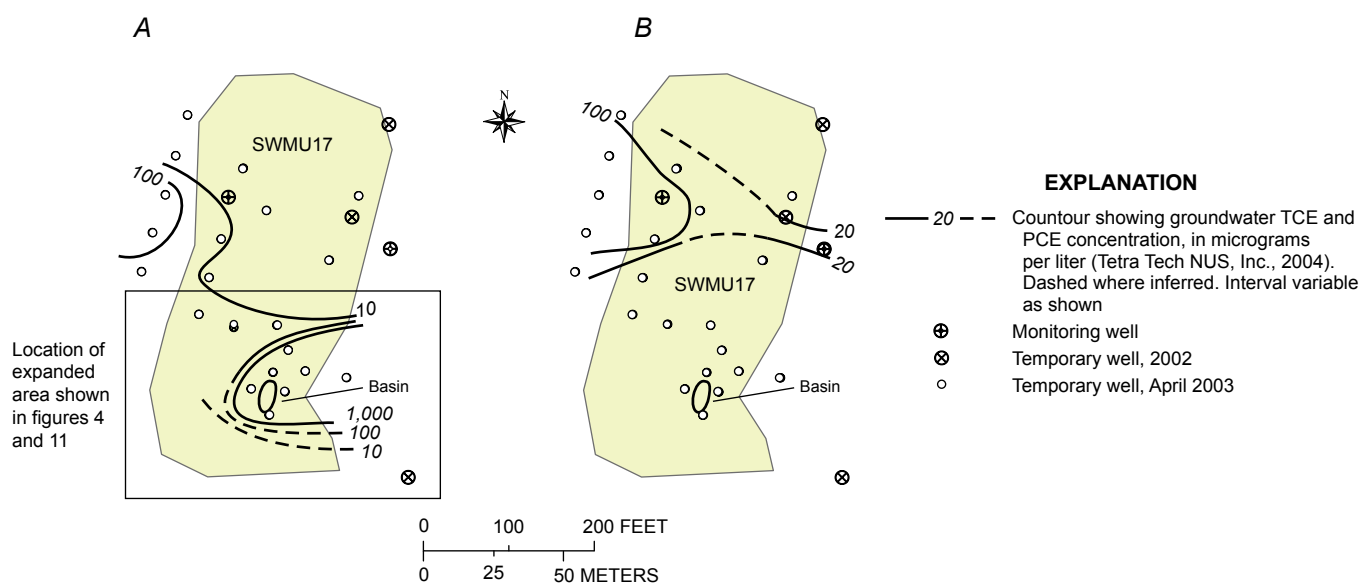 A
B
N
SWMU17
100
10
Basin
1,000
100
10
Location of
expanded
area shown
in figures 4
and 11
100
20
20
SWMU17
Basin
EXPLANATION
20
Countour showing groundwater TCE and
PCE concentration, in micrograms
per liter (Tetra Tech NUS, Inc., 2004).
Dashed where inferred. Interval variable
as shown
Monitoring well
Temporary well, 2002
Temporary well, April 2003
0 100 200 FEET
0 25 50 METERS